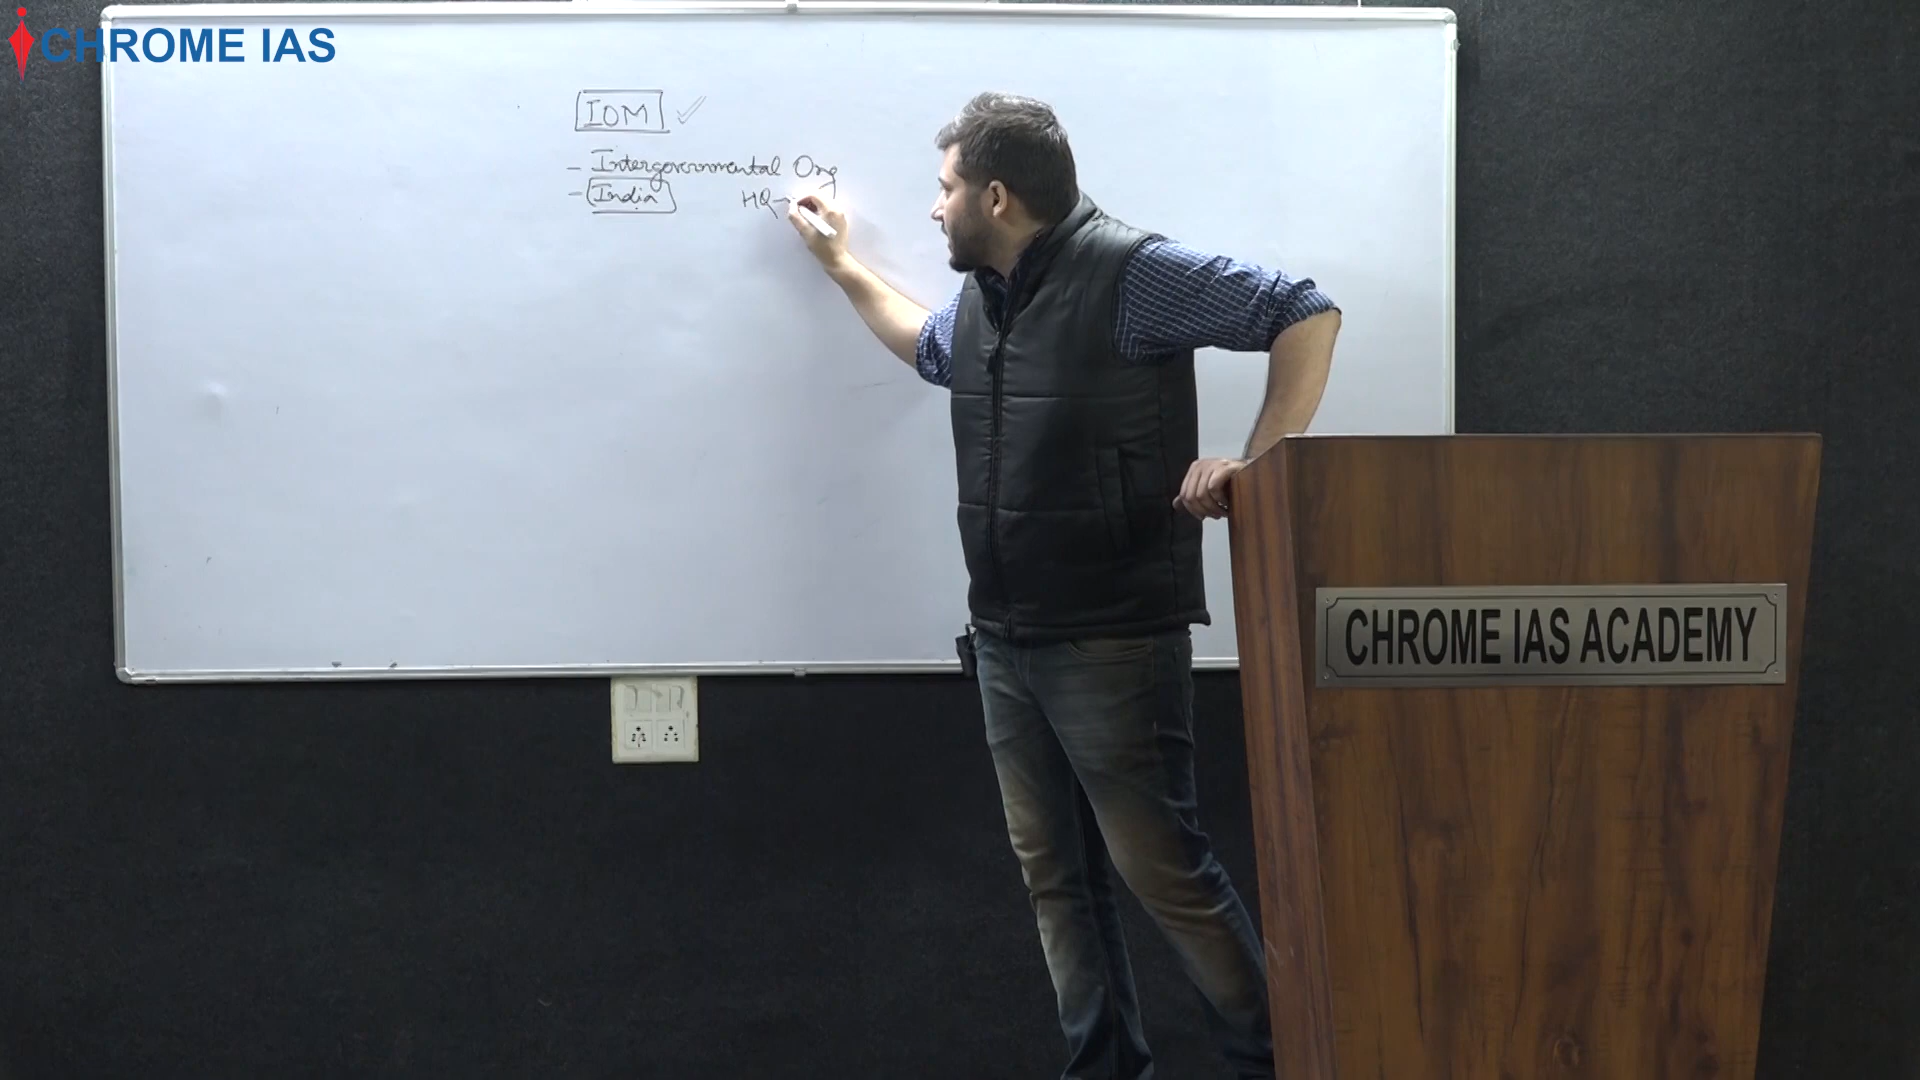 CHROME IAS
IOM
- Intergovernmental Org
- India HQ
CHROME IAS ACADEMY